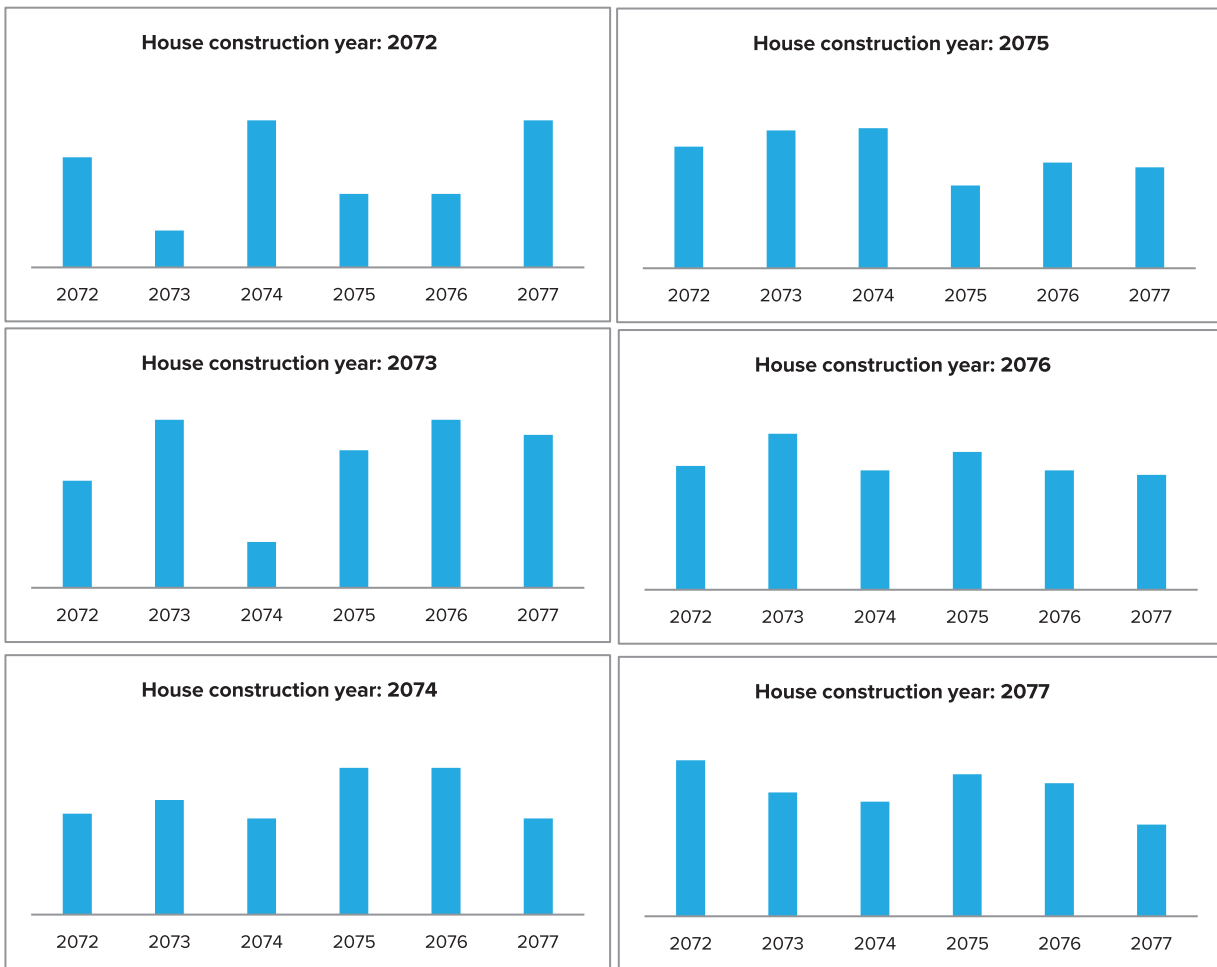 House construction year: 2072
2072 2073 2074 2075 2076 2077
House construction year: 2075
2072 2073 2074 2075 2076 2077
House construction year: 2073
2072 2073 2074 2075 2076 2077
House construction year: 2076
2072 2073 2074 2075 2076 2077
House construction year: 2074
2072 2073 2074 2075 2076 2077
House construction year: 2077
2072 2073 2074 2075 2076 2077